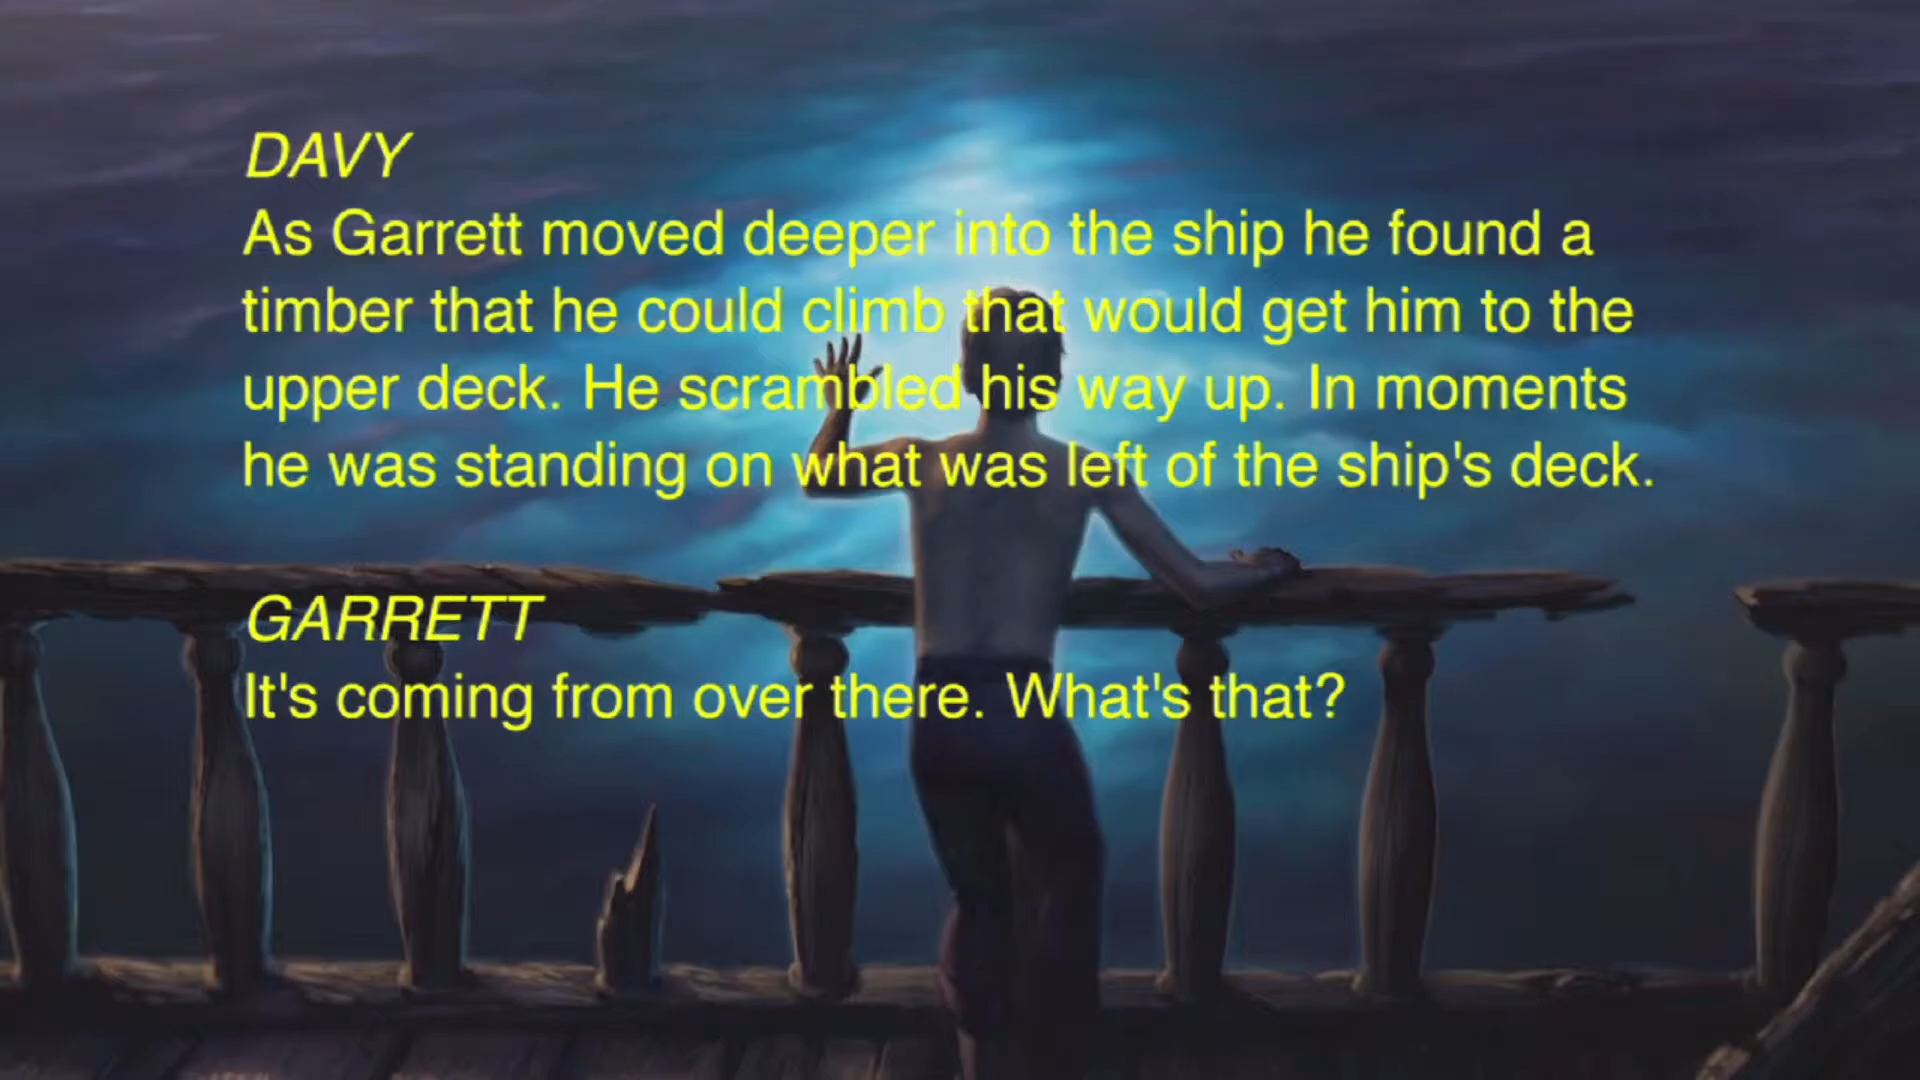 DAVY
As Garrett moved deeper into the ship he found a
timber that he could climb that would get him to the
upper deck. He scrambled his way up. In moments
he was standing on what was left of the ship's deck.
GARRETT
It's coming from over there. What's that?